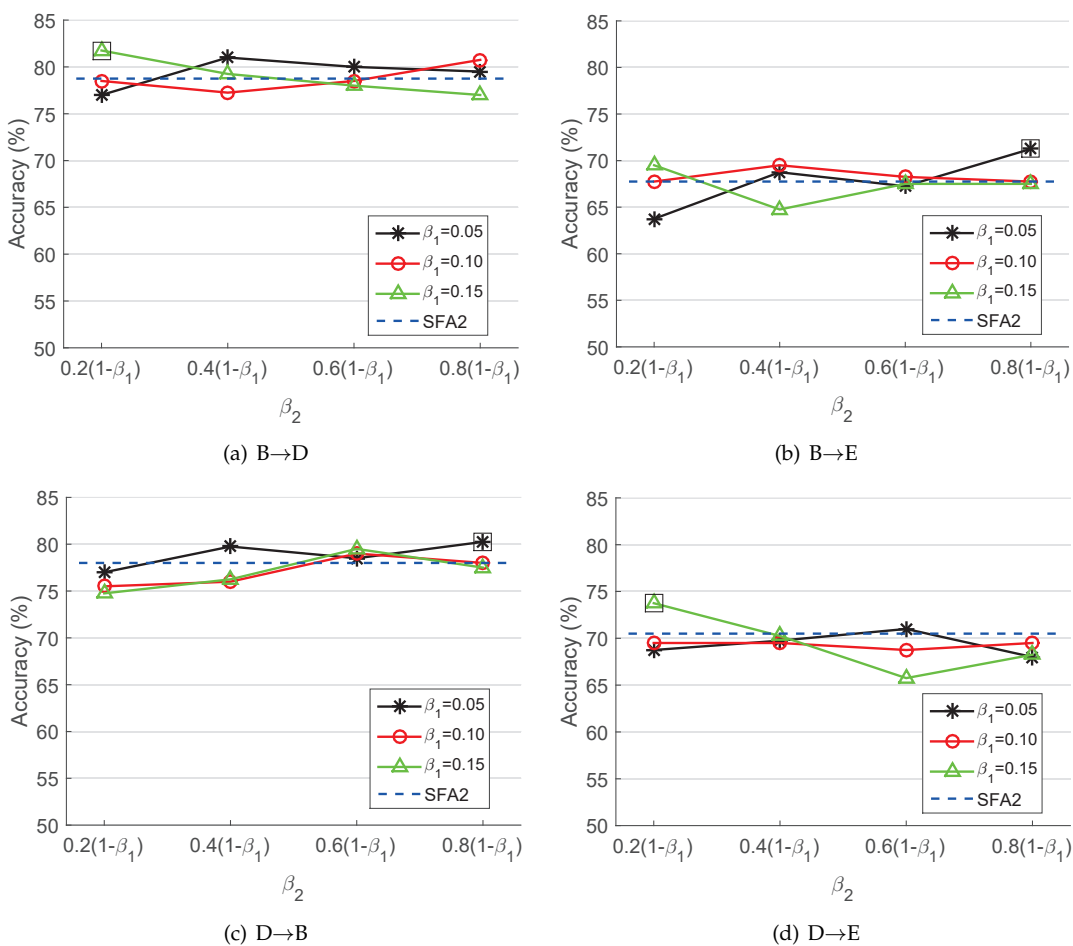 85
80
75
70
65
60
55
50
Accuracy (%)
0.2(1-β1)
0.4(1-β1)
0.6(1-β1)
0.8(1-β1)
β2
β1=0.05
β1=0.10
β1=0.15
SFA2
(a) B→D
85
80
75
70
65
60
55
50
Accuracy (%)
0.2(1-β1)
0.4(1-β1)
0.6(1-β1)
0.8(1-β1)
β2
β1=0.05
β1=0.10
β1=0.15
SFA2
(b) B→E
85
80
75
70
65
60
55
50
Accuracy (%)
0.2(1-β1)
0.4(1-β1)
0.6(1-β1)
0.8(1-β1)
β2
β1=0.05
β1=0.10
β1=0.15
SFA2
(c) D→B
85
80
75
70
65
60
55
50
Accuracy (%)
0.2(1-β1)
0.4(1-β1)
0.6(1-β1)
0.8(1-β1)
β2
β1=0.05
β1=0.10
β1=0.15
SFA2
(d) D→E